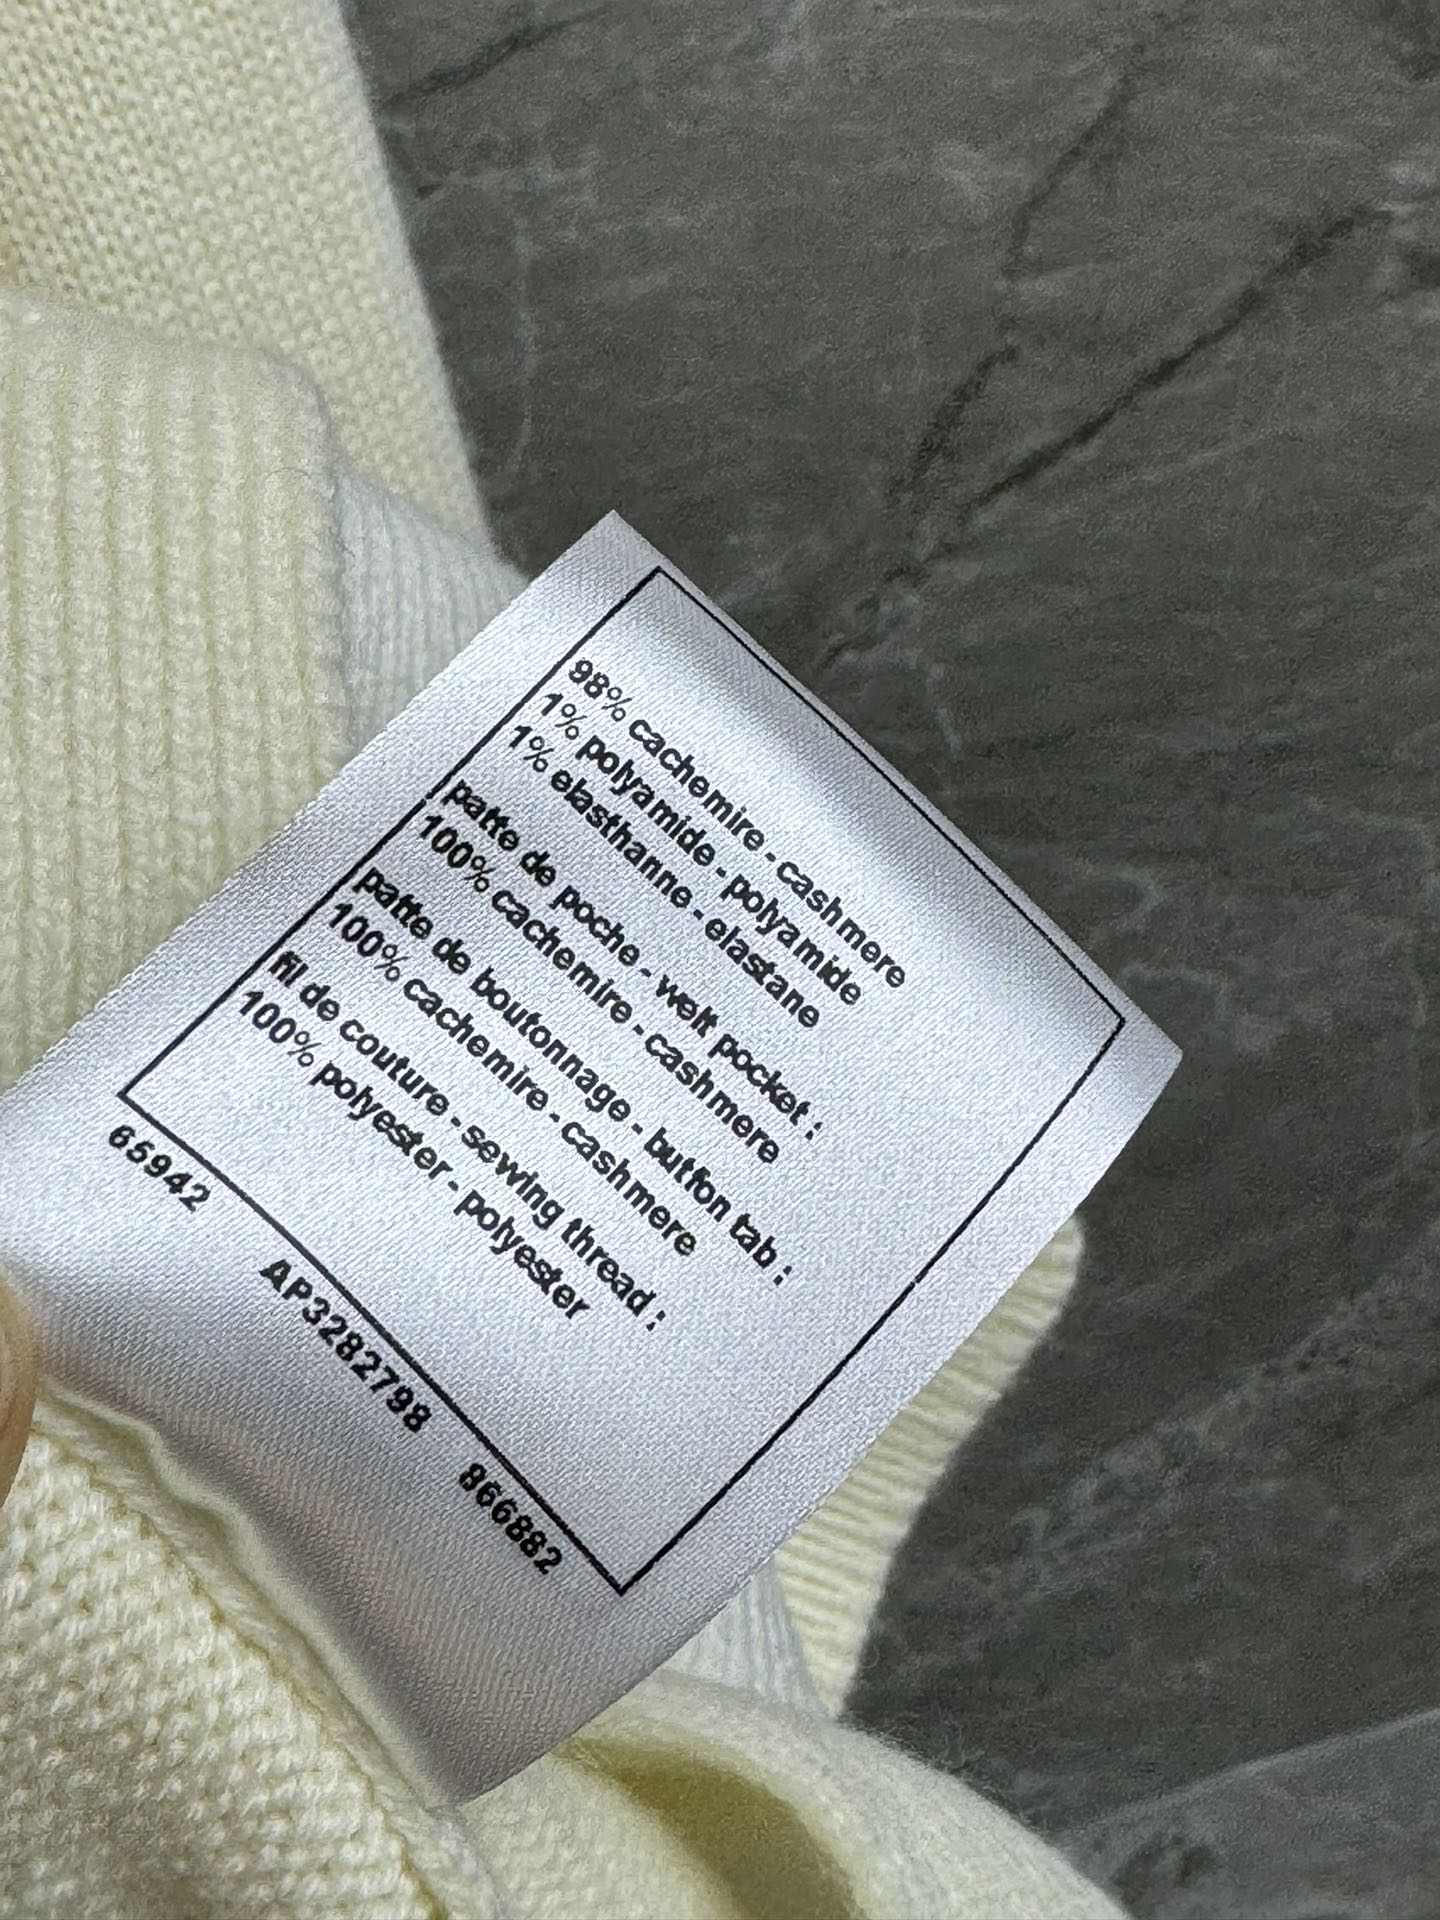 98% cachemire - cashmere
1% polyamide - polyamide
1% elasthanne - elastane
patte de poche - welt pocket :
100% cachemire - cashmere
patte de boutonnage - button tab :
100% cachemire - cashmere
fil de couture - sewing thread :
100% polyester - polyester
65942 AP3282798 866882